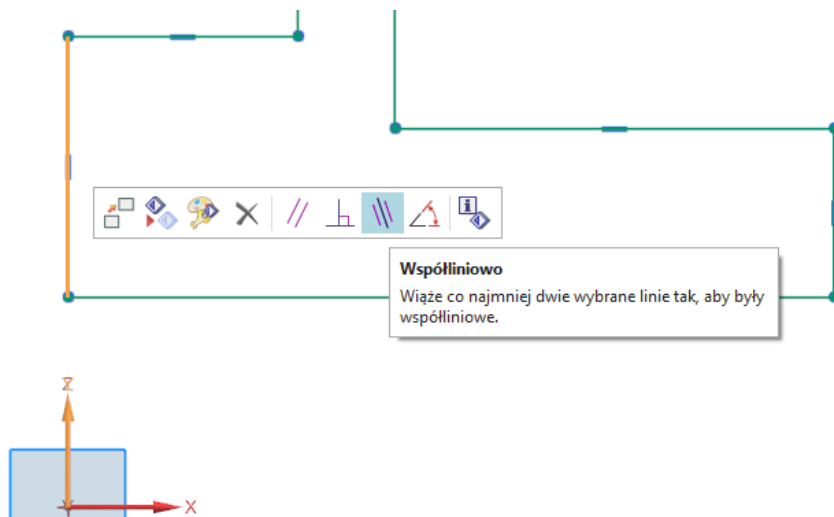 Współliniowo
Wiąże co najmniej dwie wybrane linie tak, aby były
współliniowe.
Z
X